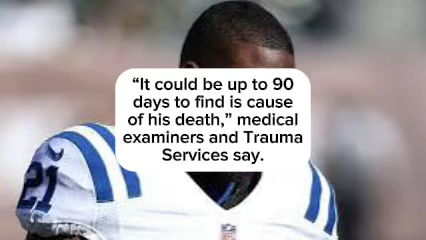 “It could be up to 90
days to find is cause
of his death,” medical
examiners and Trauma
Services say.
21